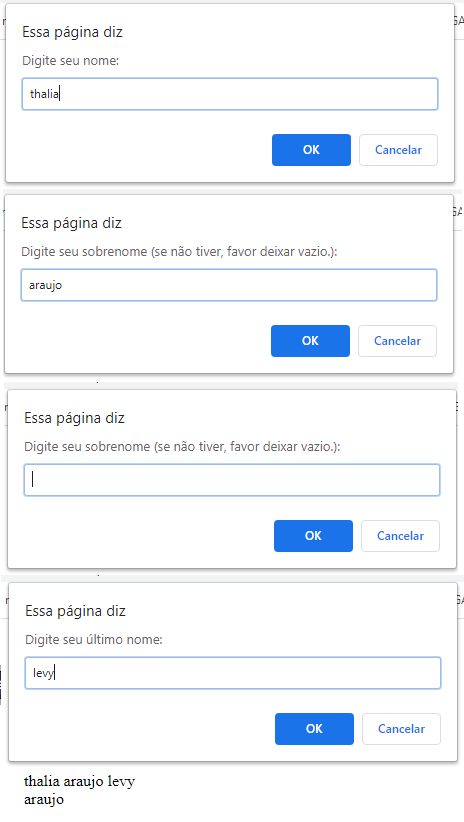 Essa página diz
Digite seu nome:
thalia
OK Cancelar
Essa página diz
Digite seu sobrenome (se não tiver, favor deixar vazio.):
araujo
OK Cancelar
Essa página diz
Digite seu sobrenome (se não tiver, favor deixar vazio.):
OK Cancelar
Essa página diz
Digite seu último nome:
levy
OK Cancelar
thalia araujo levy
araujo